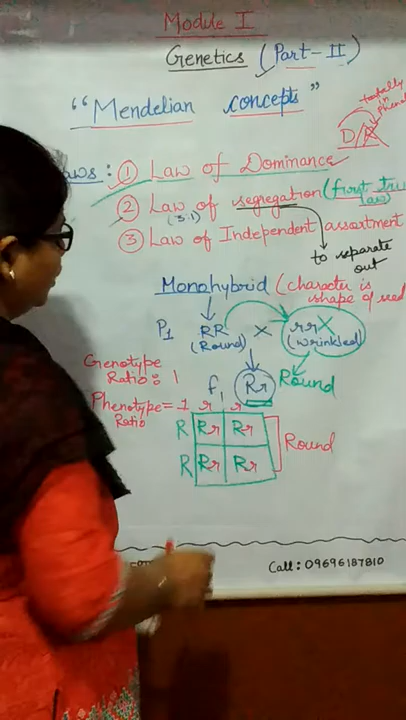 Module I
Genetics (Part-II)
"Mendelian concepts"
totally
in
D/R
aws: ① Law of Dominance
② Law of segregation (first
(3:1)
law)
③ Law of Independent assortment
to separate
out
Monohybrid (character is
shape of seed
P1 RR X rr X
(Round) (wrinkled)
Genotype
Ratio: 1
f1 Rr Round
Phenotype = 1
Ratio
r r
R Rr Rr
R Rr Rr
Round
Call: 09696187810